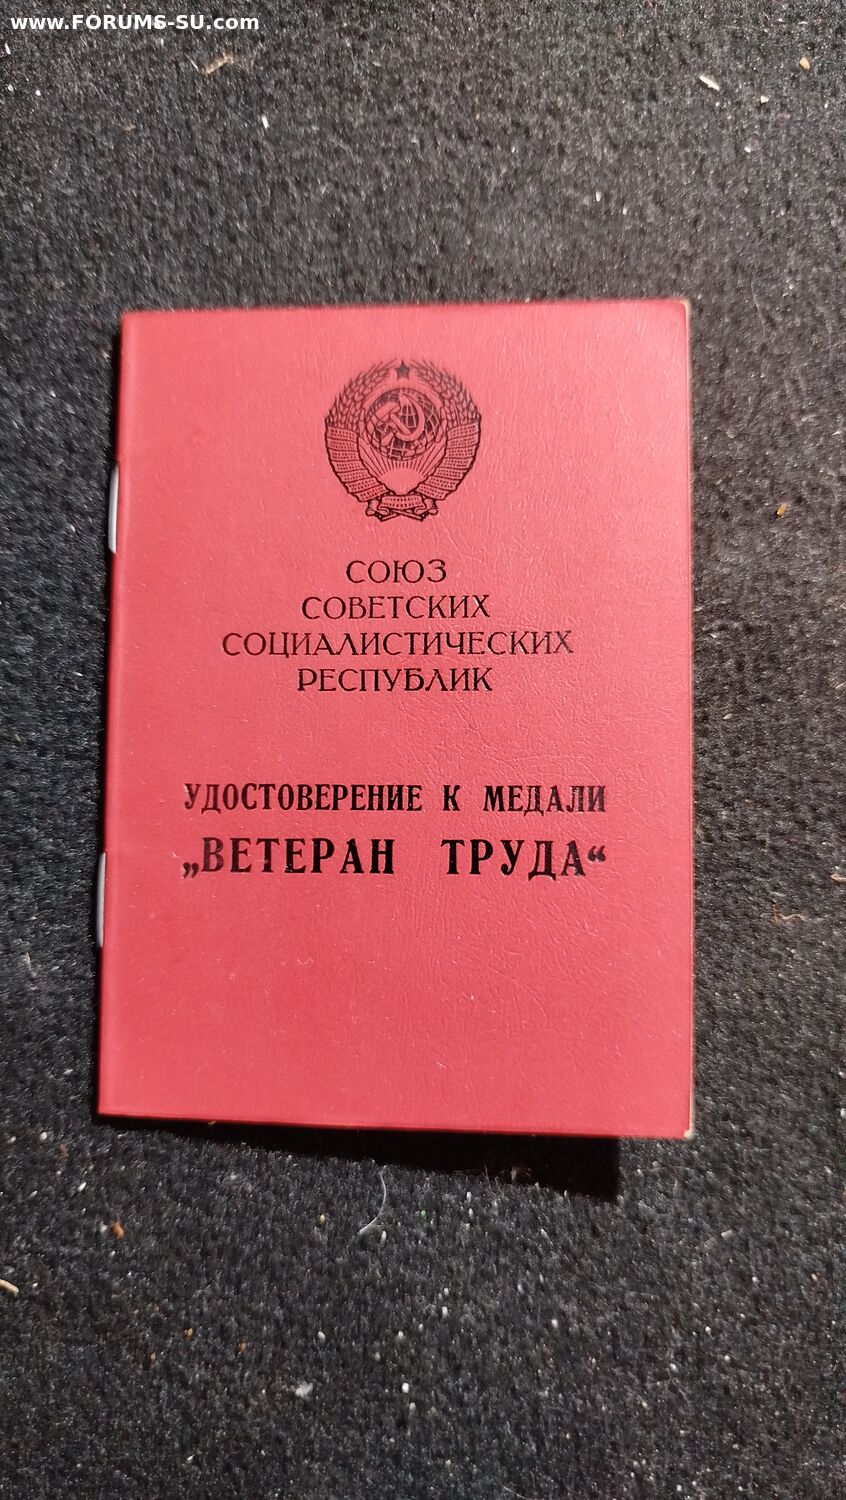 www.FORUMS-SU.com
СОЮЗ
СОВЕТСКИХ
СОЦИАЛИСТИЧЕСКИХ
РЕСПУБЛИК
УДОСТОВЕРЕНИЕ К МЕДАЛИ
„ВЕТЕРАН ТРУДА“